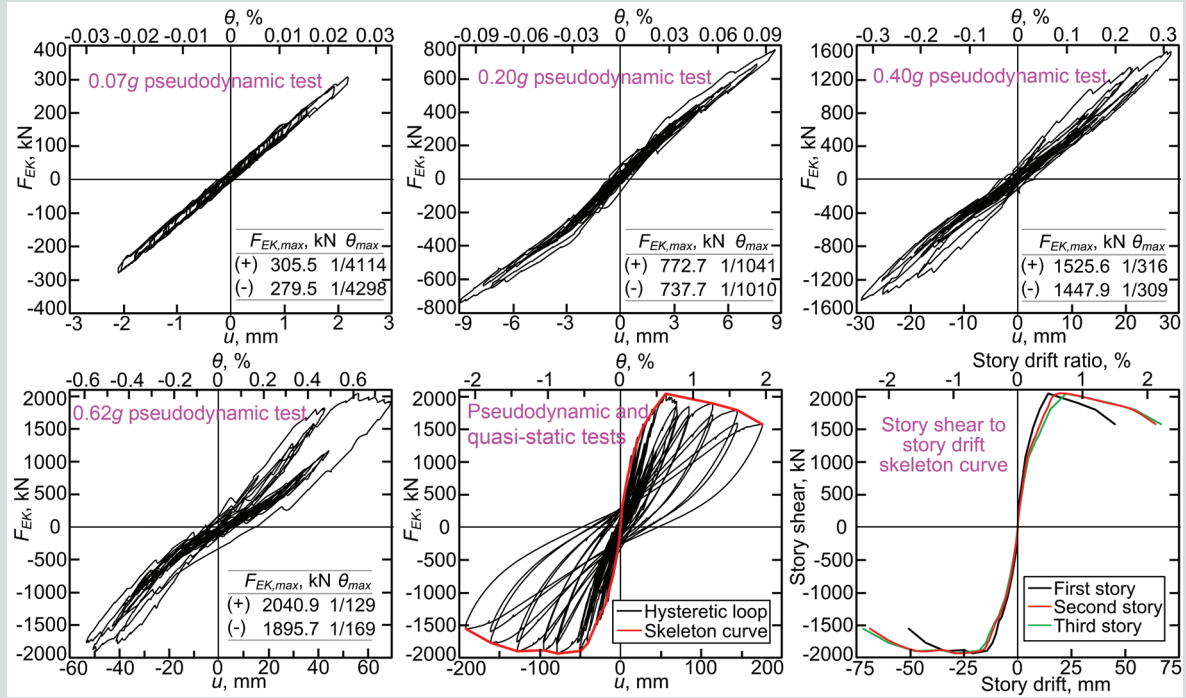 θ, %
-0.03 -0.02 -0.01 0 0.01 0.02 0.03
400
300
200
100
0
-100
-200
-300
-400
F_EK, kN
0.07g pseudodynamic test
F_EK,max, kN θ_max
(+) 305.5 1/4114
(-) 279.5 1/4298
-3 -2 -1 0 1 2 3
u, mm
θ, %
-0.09 -0.06 -0.03 0 0.03 0.06 0.09
800
600
400
200
0
-200
-400
-600
-800
F_EK, kN
0.20g pseudodynamic test
F_EK,max, kN θ_max
(+) 772.7 1/1041
(-) 737.7 1/1010
-9 -6 -3 0 3 6 9
u, mm
θ, %
-0.3 -0.2 -0.1 0 0.1 0.2 0.3
1600
1200
800
400
0
-400
-800
-1200
-1600
F_EK, kN
0.40g pseudodynamic test
F_EK,max, kN θ_max
(+) 1525.6 1/316
(-) 1447.9 1/309
-30 -20 -10 0 10 20 30
u, mm
θ, %
-0.6 -0.4 -0.2 0 0.2 0.4 0.6
2000
1500
1000
500
0
-500
-1000
-1500
-2000
F_EK, kN
0.62g pseudodynamic test
F_EK,max, kN θ_max
(+) 2040.9 1/129
(-) 1895.7 1/169
-60 -40 -20 0 20 40 60
u, mm
θ, %
-2 -1 0 1 2
2000
1500
1000
500
0
-500
-1000
-1500
-2000
F_EK, kN
Pseudodynamic and
quasi-static tests
Hysteretic loop
Skeleton curve
-200 -150 -100 -50 0 50 100 150 200
u, mm
Story drift ratio, %
-2 -1 0 1 2
2000
1500
1000
500
0
-500
-1000
-1500
-2000
Story shear, kN
Story shear to
story drift
skeleton curve
First story
Second story
Third story
-75 -50 -25 0 25 50 75
Story drift, mm